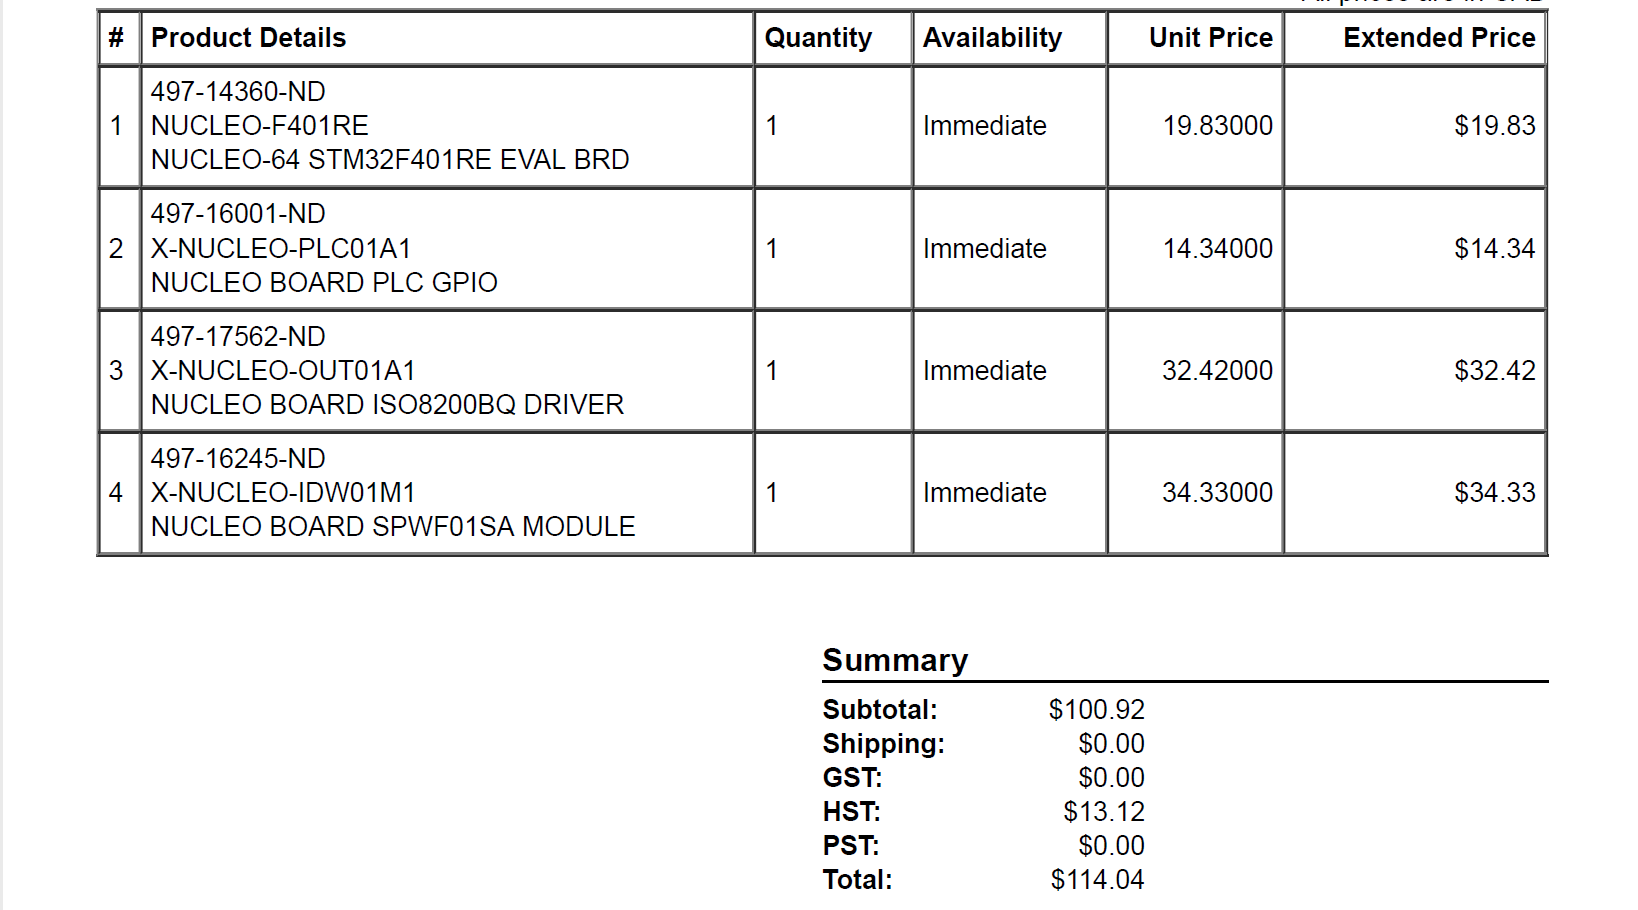 # Product Details Quantity Availability Unit Price Extended Price
497-14360-ND
1 NUCLEO-F401RE 1 Immediate 19.83000 $19.83
NUCLEO-64 STM32F401RE EVAL BRD
497-16001-ND
2 X-NUCLEO-PLC01A1 1 Immediate 14.34000 $14.34
NUCLEO BOARD PLC GPIO
497-17562-ND
3 X-NUCLEO-OUT01A1 1 Immediate 32.42000 $32.42
NUCLEO BOARD ISO8200BQ DRIVER
497-16245-ND
4 X-NUCLEO-IDW01M1 1 Immediate 34.33000 $34.33
NUCLEO BOARD SPWF01SA MODULE
Summary
Subtotal: $100.92
Shipping: $0.00
GST: $0.00
HST: $13.12
PST: $0.00
Total: $114.04